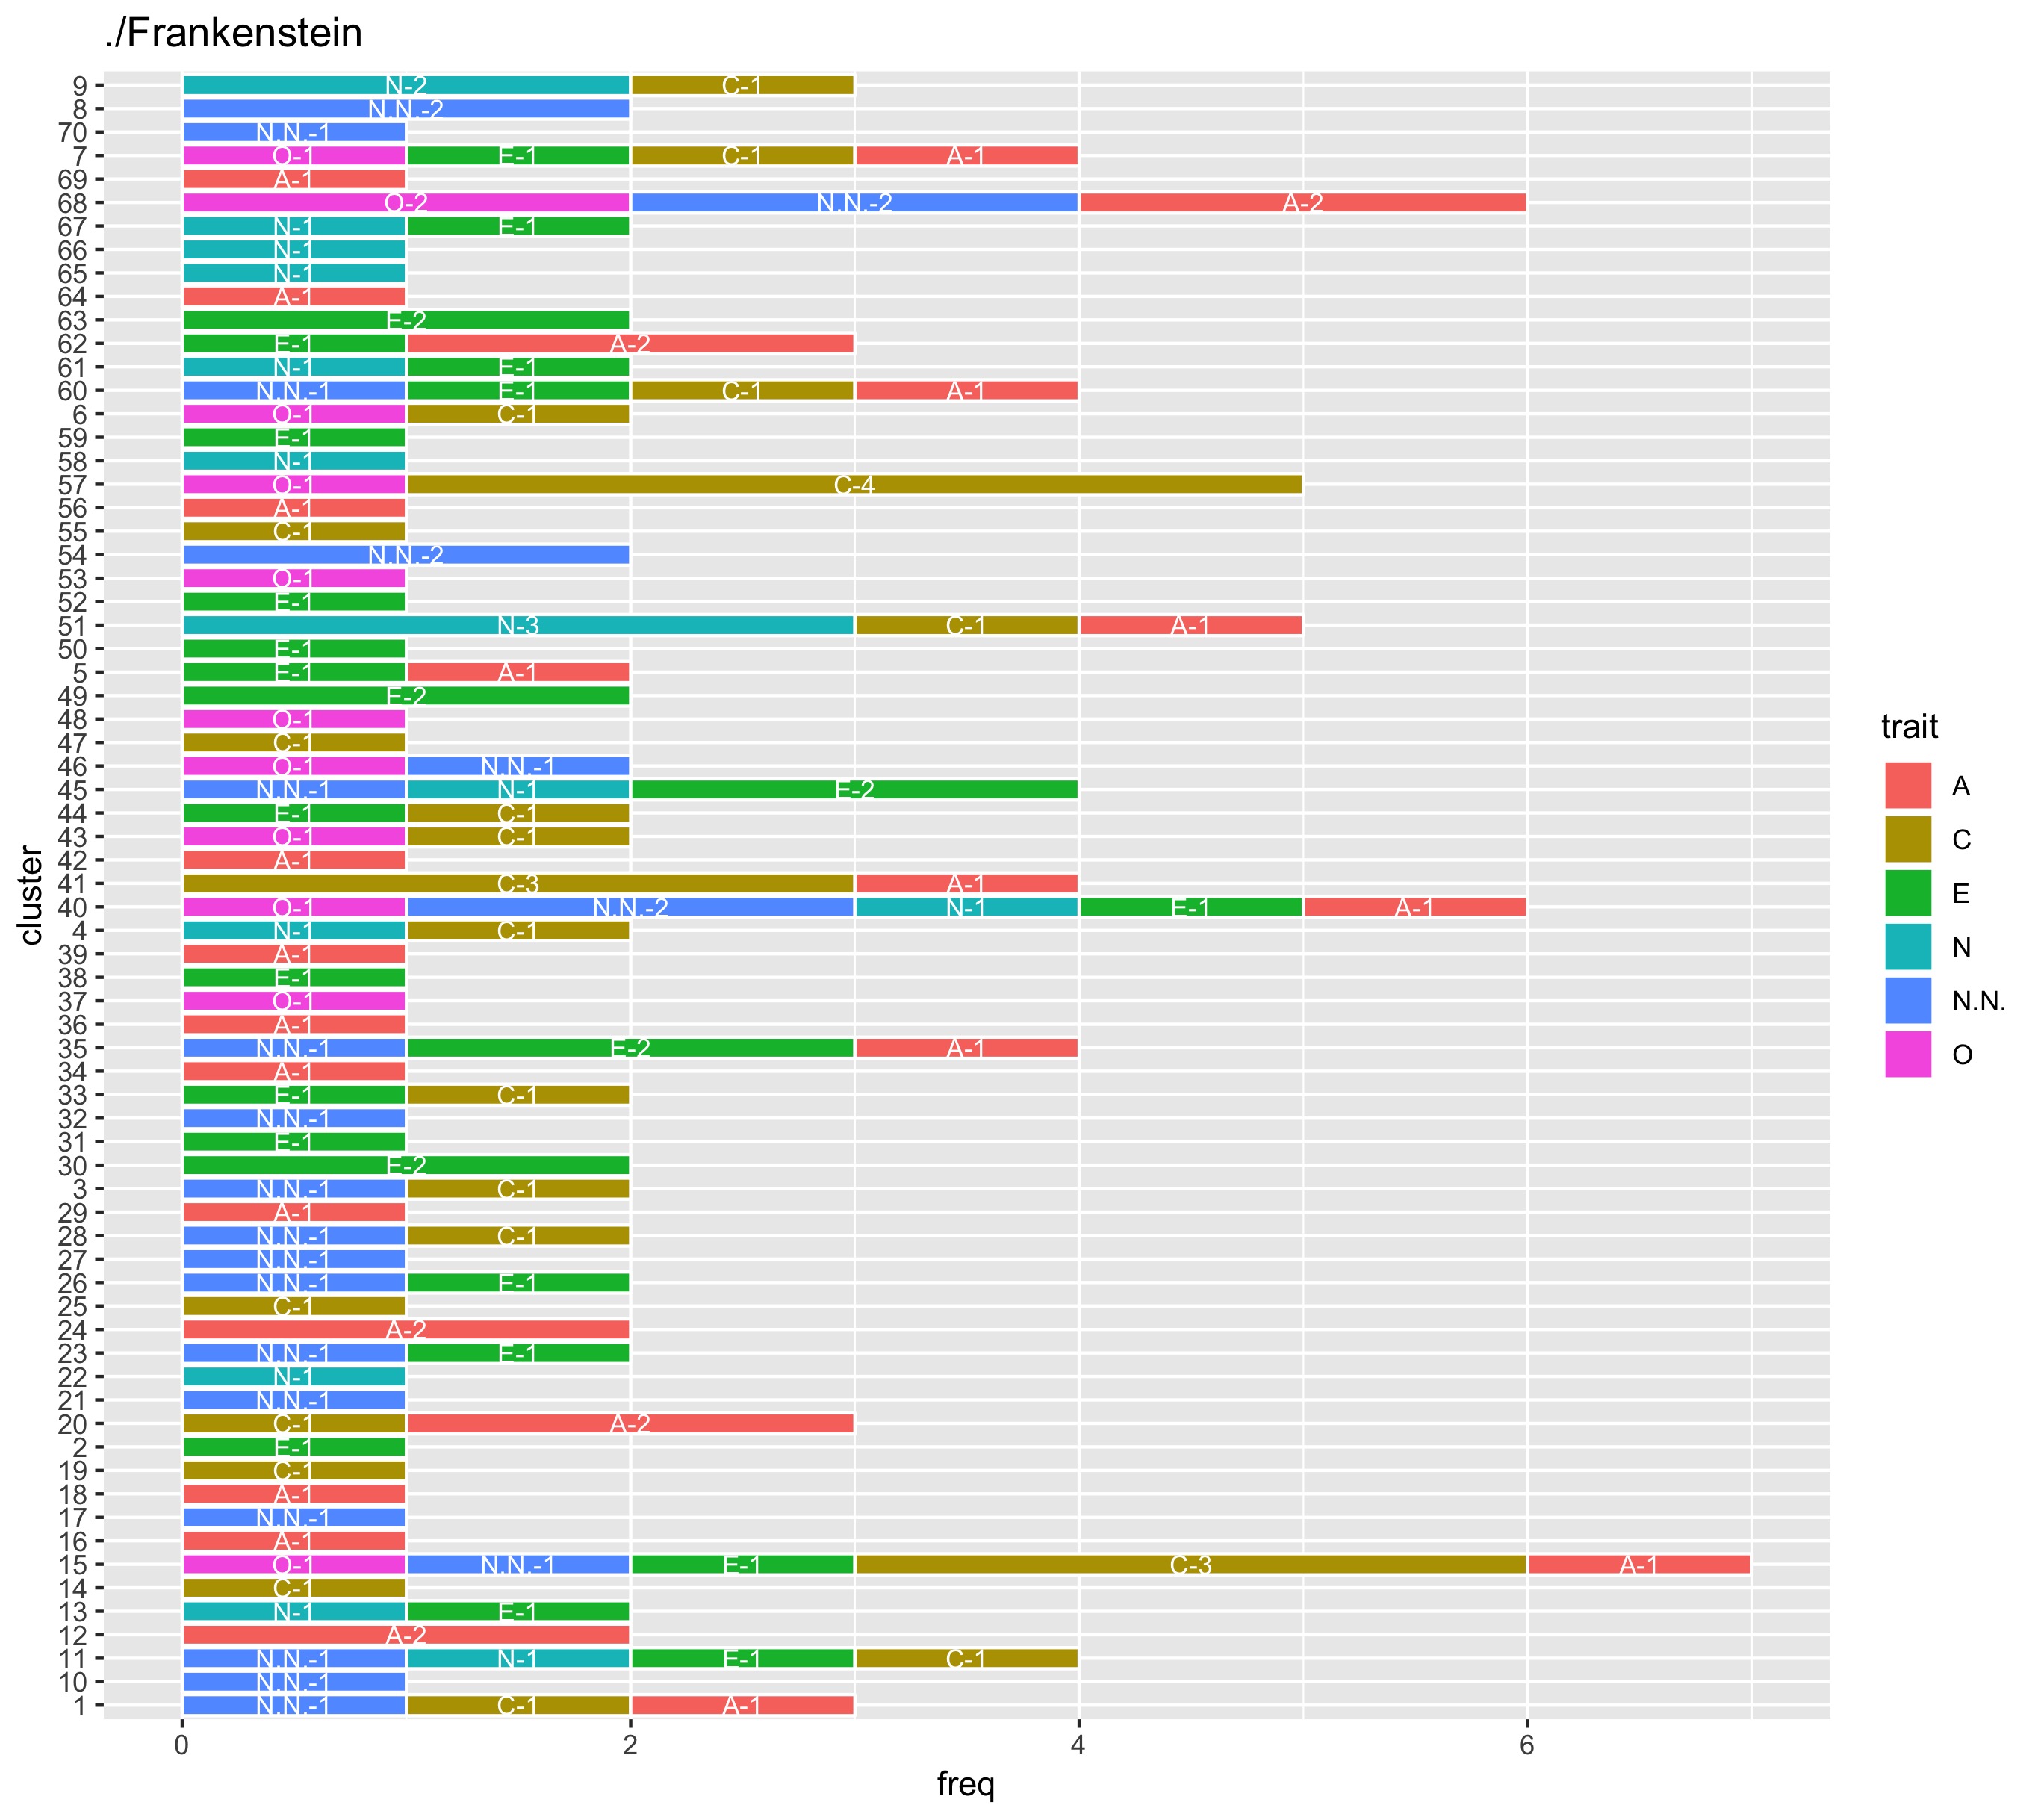 ./Frankenstein
9 N-2 C-1
8 N.N.-2
70 N.N.-1
7 O-1 E-1 C-1 A-1
69 A-1
68 O-2 N.N.-2 A-2
67 N-1 E-1
66 N-1
65 N-1
64 A-1
63 E-2
62 E-1 A-2
61 N-1 E-1
60 N.N.-1 E-1 C-1 A-1
6 O-1 C-1
59 E-1
58 N-1
57 O-1 C-4
56 A-1
55 C-1
54 N.N.-2
53 O-1
52 E-1
51 N-3 C-1 A-1
50 E-1
5 E-1 A-1
49 E-2
48 O-1
47 C-1
46 O-1 N.N.-1
45 N.N.-1 N-1 E-2
44 E-1 C-1
43 O-1 C-1
42 A-1
41 C-3 A-1
40 O-1 N.N.-2 N-1 E-1 A-1
4 N-1 C-1
39 A-1
38 E-1
37 O-1
36 A-1
35 N.N.-1 E-2 A-1
34 A-1
33 E-1 C-1
32 N.N.-1
31 E-1
30 E-2
3 N.N.-1 C-1
29 A-1
28 N.N.-1 C-1
27 N.N.-1
26 N.N.-1 E-1
25 C-1
24 A-2
23 N.N.-1 E-1
22 N-1
21 N.N.-1
20 C-1 A-2
2 E-1
19 C-1
18 A-1
17 N.N.-1
16 A-1
15 O-1 N.N.-1 E-1 C-3 A-1
14 C-1
13 N-1 E-1
12 A-2
11 N.N.-1 N-1 E-1 C-1
10 N.N.-1
1 N.N.-1 C-1 A-1
0 2 4 6
freq
cluster
trait
A
C
E
N
N.N.
O